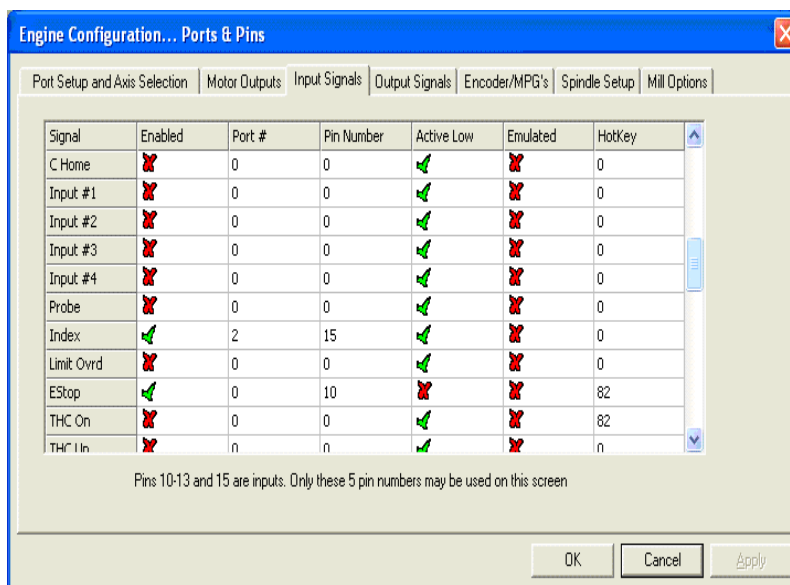 Engine Configuration... Ports & Pins
Port Setup and Axis Selection Motor Outputs Input Signals Output Signals Encoder/MPG's Spindle Setup Mill Options
Signal Enabled Port # Pin Number Active Low Emulated HotKey
C Home 0 0 0
Input #1 0 0 0
Input #2 0 0 0
Input #3 0 0 0
Input #4 0 0 0
Probe 0 0 0
Index 2 15 0
Limit Ovrd 0 0 0
EStop 0 10 82
THC On 0 0 82
THC Up 0 0 0
Pins 10-13 and 15 are inputs. Only these 5 pin numbers may be used on this screen
OK Cancel Apply